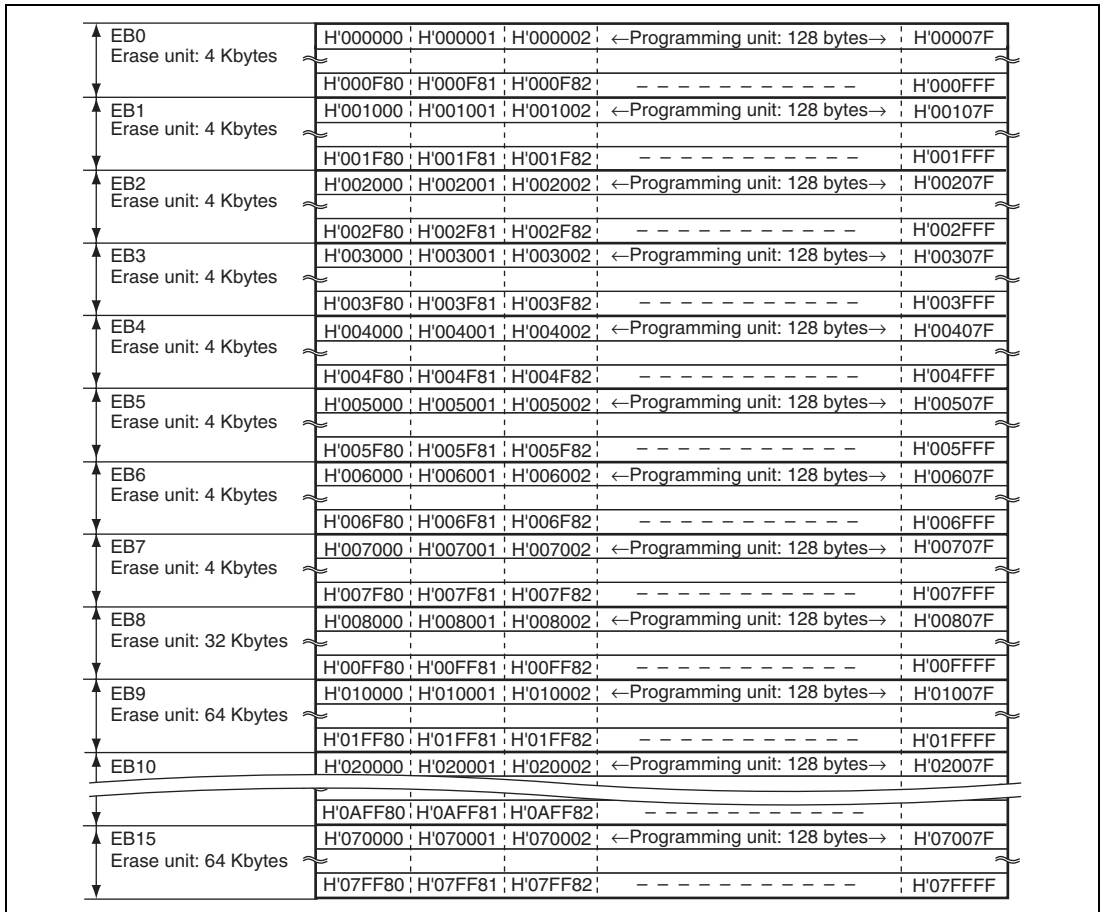 EB0 H'000000 H'000001 H'000002 ←Programming unit: 128 bytes→ H'00007F
Erase unit: 4 Kbytes
H'000F80 H'000F81 H'000F82 – – – – – – – – – – – H'000FFF
EB1 H'001000 H'001001 H'001002 ←Programming unit: 128 bytes→ H'00107F
Erase unit: 4 Kbytes
H'001F80 H'001F81 H'001F82 – – – – – – – – – – – H'001FFF
EB2 H'002000 H'002001 H'002002 ←Programming unit: 128 bytes→ H'00207F
Erase unit: 4 Kbytes
H'002F80 H'002F81 H'002F82 – – – – – – – – – – – H'002FFF
EB3 H'003000 H'003001 H'003002 ←Programming unit: 128 bytes→ H'00307F
Erase unit: 4 Kbytes
H'003F80 H'003F81 H'003F82 – – – – – – – – – – – H'003FFF
EB4 H'004000 H'004001 H'004002 ←Programming unit: 128 bytes→ H'00407F
Erase unit: 4 Kbytes
H'004F80 H'004F81 H'004F82 – – – – – – – – – – – H'004FFF
EB5 H'005000 H'005001 H'005002 ←Programming unit: 128 bytes→ H'00507F
Erase unit: 4 Kbytes
H'005F80 H'005F81 H'005F82 – – – – – – – – – – – H'005FFF
EB6 H'006000 H'006001 H'006002 ←Programming unit: 128 bytes→ H'00607F
Erase unit: 4 Kbytes
H'006F80 H'006F81 H'006F82 – – – – – – – – – – – H'006FFF
EB7 H'007000 H'007001 H'007002 ←Programming unit: 128 bytes→ H'00707F
Erase unit: 4 Kbytes
H'007F80 H'007F81 H'007F82 – – – – – – – – – – – H'007FFF
EB8 H'008000 H'008001 H'008002 ←Programming unit: 128 bytes→ H'00807F
Erase unit: 32 Kbytes
H'00FF80 H'00FF81 H'00FF82 – – – – – – – – – – – H'00FFFF
EB9 H'010000 H'010001 H'010002 ←Programming unit: 128 bytes→ H'01007F
Erase unit: 64 Kbytes
H'01FF80 H'01FF81 H'01FF82 – – – – – – – – – – – H'01FFFF
EB10 H'020000 H'020001 H'020002 ←Programming unit: 128 bytes→ H'02007F
H'0AFF80 H'0AFF81 H'0AFF82 – – – – – – – – – – –
EB15 H'070000 H'070001 H'070002 ←Programming unit: 128 bytes→ H'07007F
Erase unit: 64 Kbytes
H'07FF80 H'07FF81 H'07FF82 – – – – – – – – – – – H'07FFFF